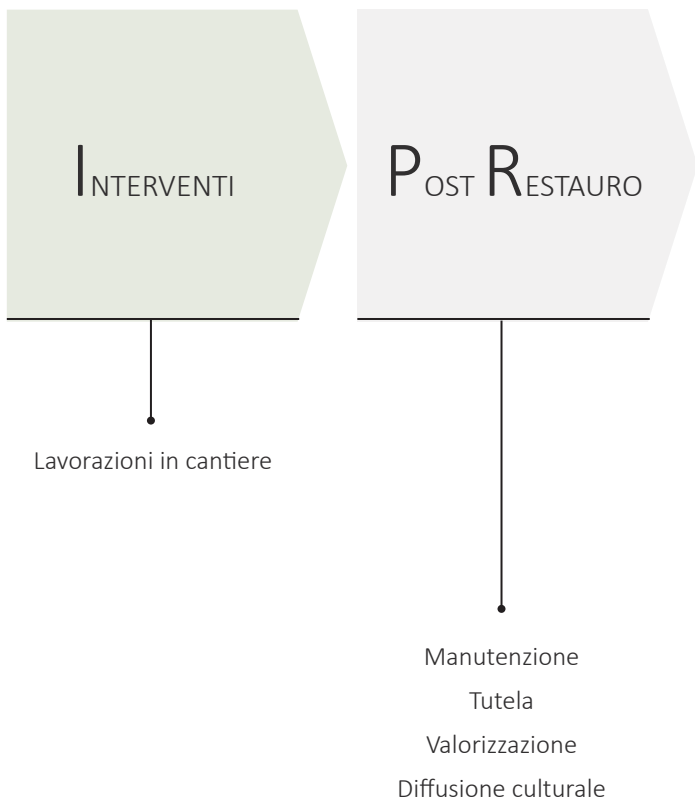 INTERVENTI
POST RESTAURO
Lavorazioni in cantiere
Manutenzione
Tutela
Valorizzazione
Diffusione culturale